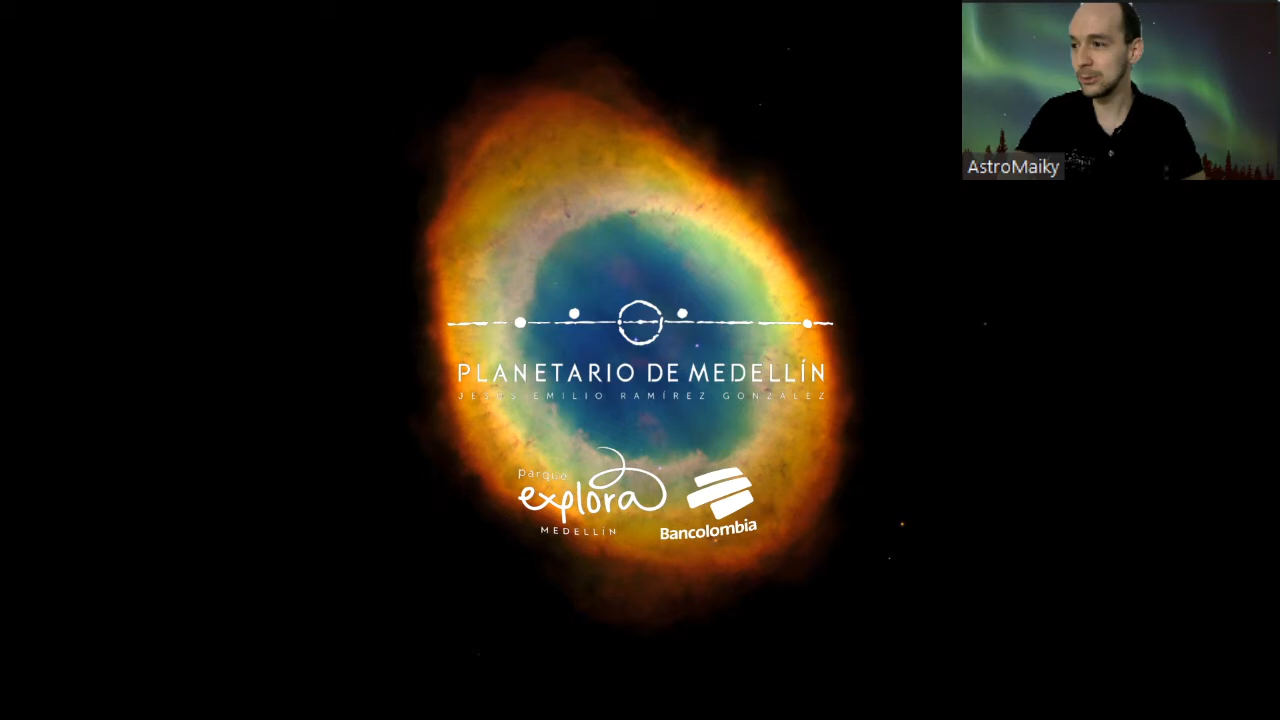 AstroMaiky
PLANETARIO DE MEDELLÍN
JESÚS EMILIO RAMÍREZ GONZÁLEZ
parque
explora
MEDELLÍN
Bancolombia